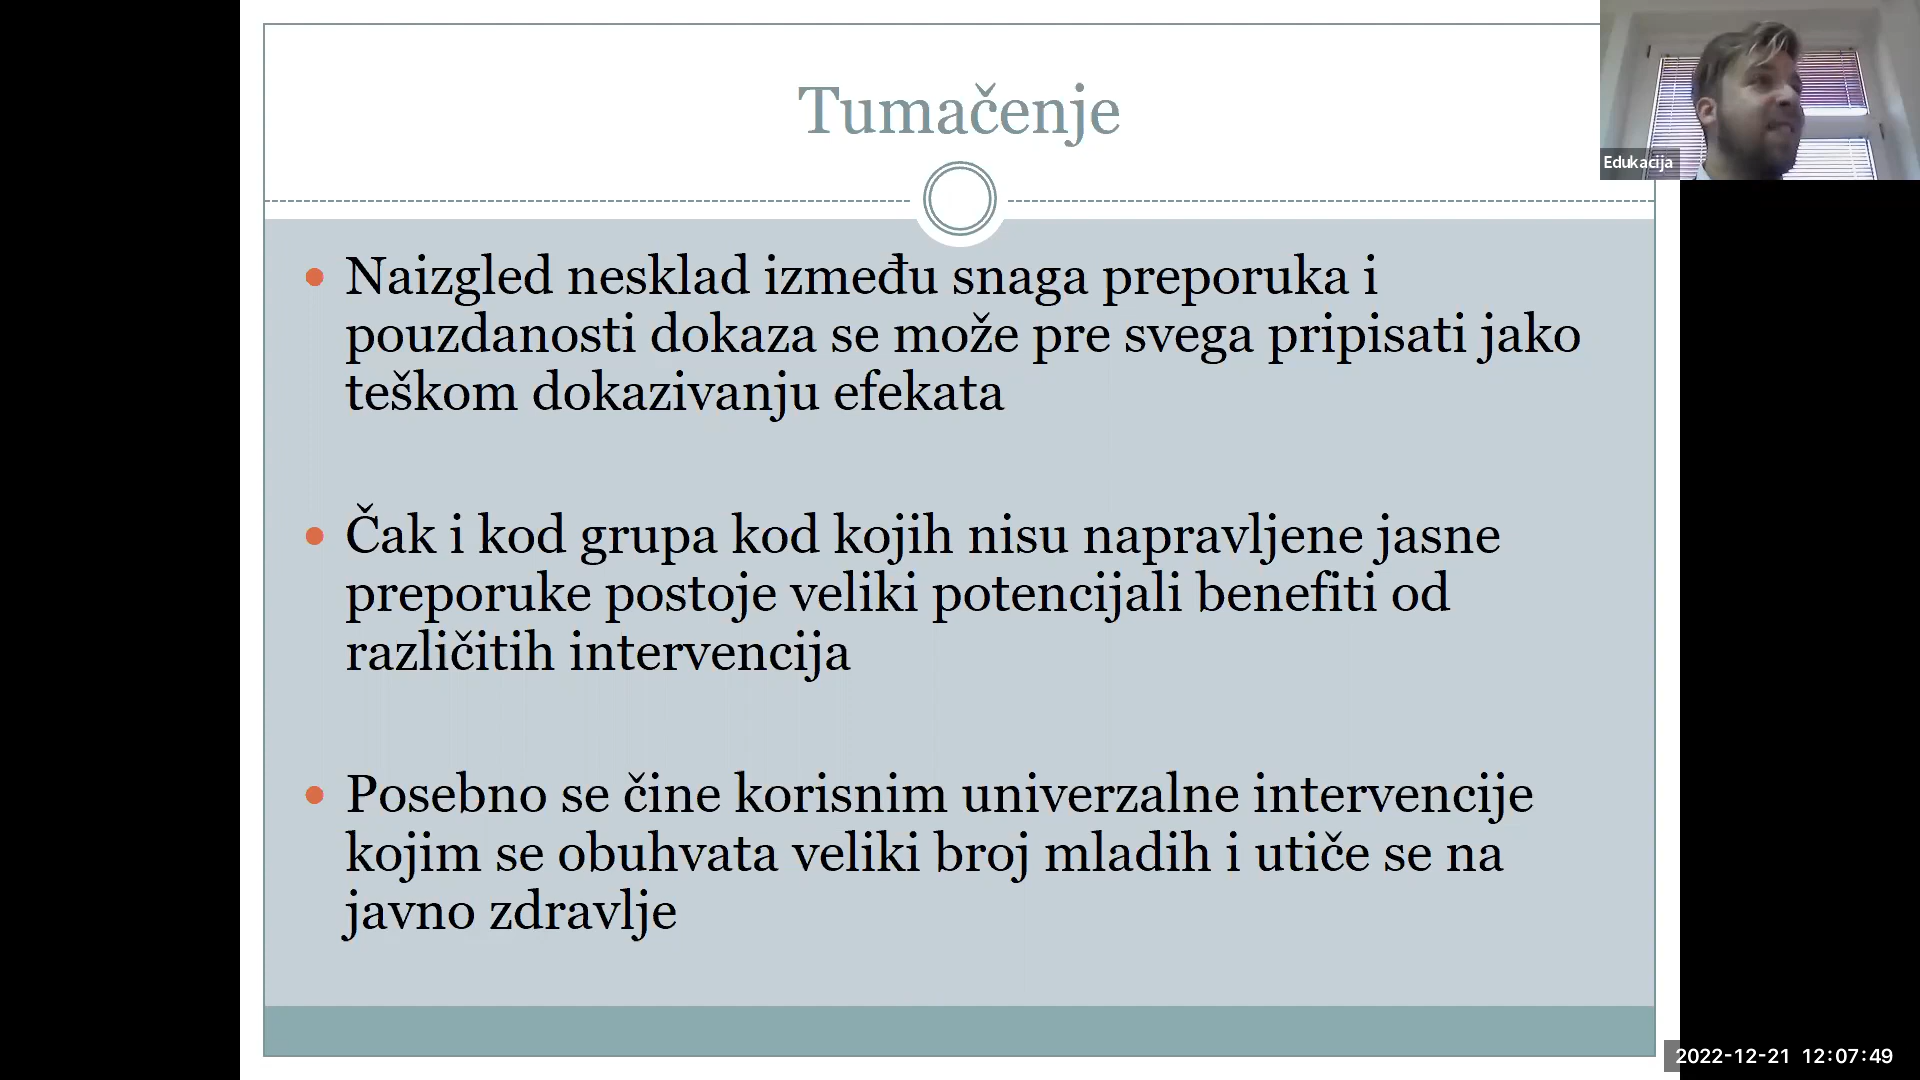 Tumačenje
Edukacija
Naizgled nesklad između snaga preporuka i
pouzdanosti dokaza se može pre svega pripisati jako
teškom dokazivanju efekata
Čak i kod grupa kod kojih nisu napravljene jasne
preporuke postoje veliki potencijali benefiti od
različitih intervencija
Posebno se čine korisnim univerzalne intervencije
kojim se obuhvata veliki broj mladih i utiče se na
javno zdravlje
2022-12-21 12:07:49